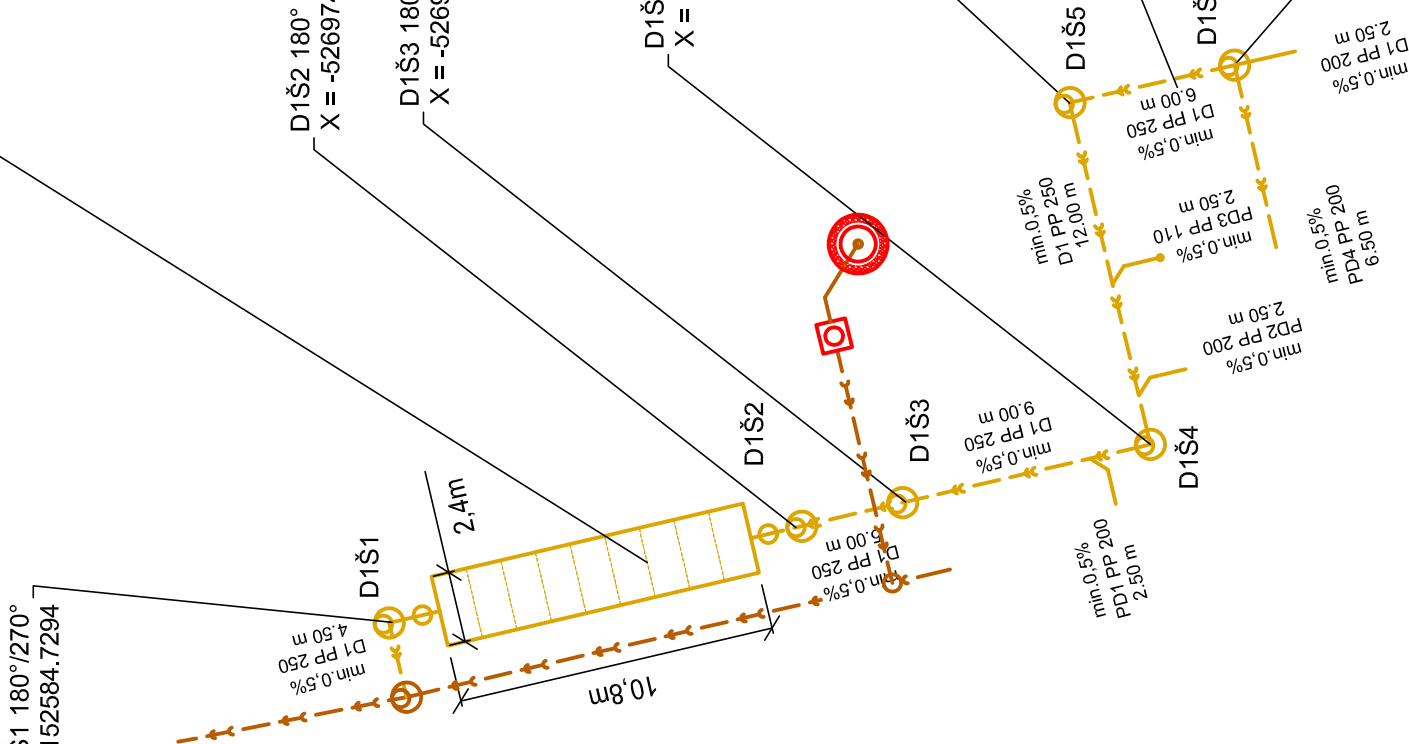 D1Š2 180°
X = -526974
D1Š3 180
X = -5269
D1Š
X =
D1Š5
D1Š
min.0,5%
D1 PP 200
2.50 m
min.0,5%
D1 PP 250
6.00 m
min.0,5%
D1 PP 250
12.00 m
min.0,5%
PD3 PP 110
2.50 m
min.0,5%
PD4 PP 200
6.50 m
min.0,5%
PD2 PP 200
2.50 m
D1Š2
D1Š3
min.0,5%
D1 PP 250
9.00 m
D1Š4
min.0,5%
PD1 PP 200
2.50 m
2,4m
D1Š1
min.0,5%
D1 PP 250
5.00 m
Š1 180°/270°
152584.7294
min.0,5%
D1 PP 250
4.50 m
10,8m